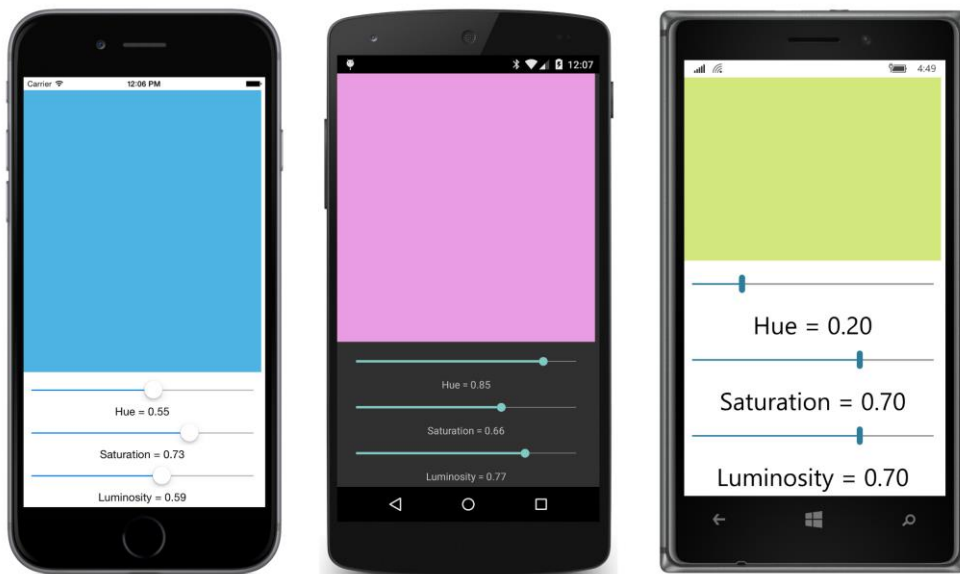 Carrier 12:06 PM
Hue = 0.55
Saturation = 0.73
Luminosity = 0.59
12:07
Hue = 0.85
Saturation = 0.66
Luminosity = 0.77
4:49
Hue = 0.20
Saturation = 0.70
Luminosity = 0.70